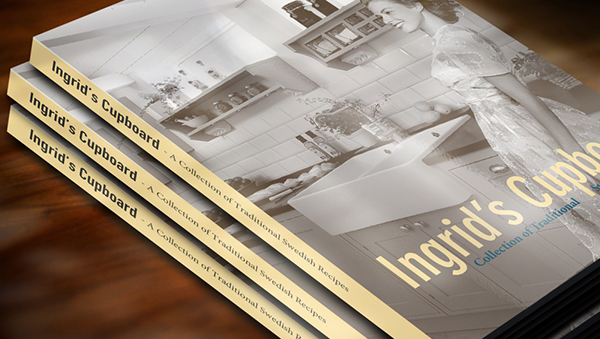 Ingrid's Cupboard - A Collection of Traditional Swedish Recipes
Ingrid's Cupboard - A Collection of Traditional Swedish Recipes
Ingrid's Cupboard - A Collection of Traditional Swedish
Ingrid's Cupbo
Collection of Traditional